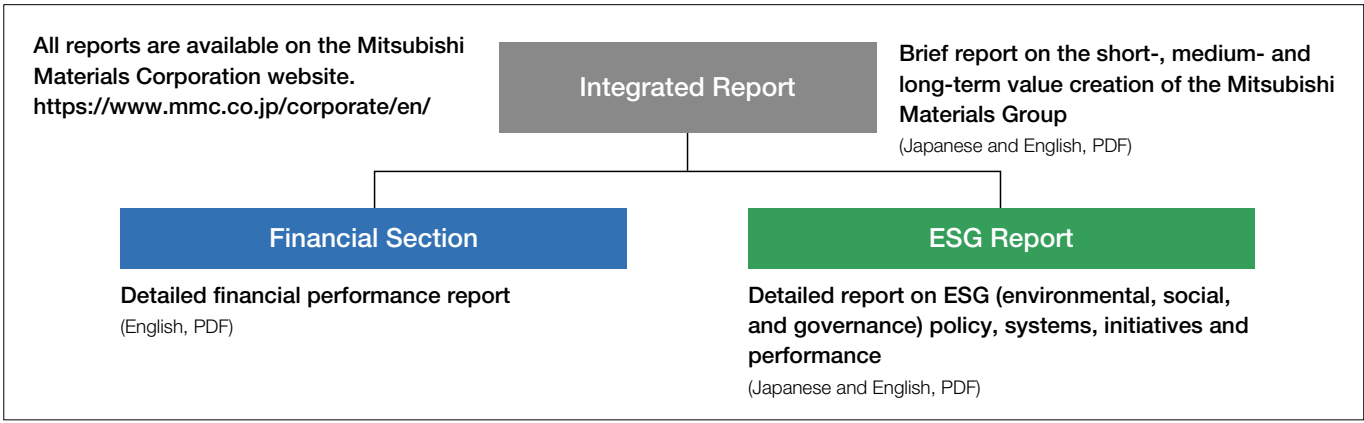 All reports are available on the Mitsubishi
Materials Corporation website.
https://www.mmc.co.jp/corporate/en/
Integrated Report
Brief report on the short-, medium- and
long-term value creation of the Mitsubishi
Materials Group
(Japanese and English, PDF)
Financial Section
Detailed financial performance report
(English, PDF)
ESG Report
Detailed report on ESG (environmental, social,
and governance) policy, systems, initiatives and
performance
(Japanese and English, PDF)